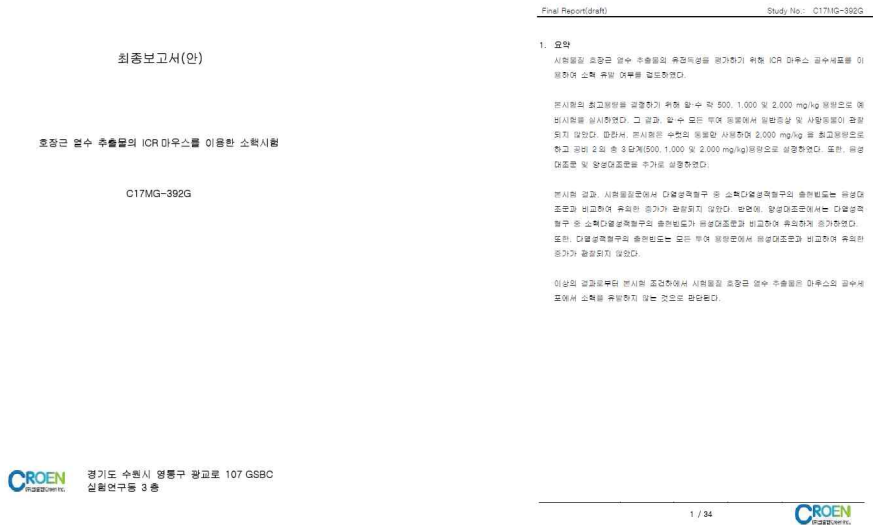 최종보고서(안)
호장근 열수 추출물의 ICR 마우스를 이용한 소핵시험
C17MG-392G
CROEN
경기도 수원시 영통구 광교로 107 GSBC
실험연구동 3층
Final Report(draft) Study No.: C17MG-392G
1. 요약
시험물질 호장근 열수 추출물의 유전독성을 평가하기 위해 ICR 마우스 골수세포를 이
용하여 소핵 유발 여부를 검토하였다.
본시험의 최고용량을 결정하기 위해 암·수 각 500, 1,000 및 2,000 mg/kg 용량으로 예
비시험을 실시하였다. 그 결과, 암·수 모든 투여 동물에서 일반증상 및 사망동물이 관찰
되지 않았다. 따라서, 본시험은 수컷의 동물만 사용하여 2,000 mg/kg 을 최고용량으로
하고 공비 2의 총 3단계(500, 1,000 및 2,000 mg/kg)용량으로 설정하였다. 또한, 음성
대조군 및 양성대조군을 추가로 설정하였다.
본시험 결과, 시험물질군에서 다염성적혈구 중 소핵다염성적혈구의 출현빈도는 음성대
조군과 비교하여 유의한 증가가 관찰되지 않았다. 반면에, 양성대조군에서는 다염성적
혈구 중 소핵다염성적혈구의 출현빈도가 음성대조군과 비교하여 유의하게 증가하였다.
또한, 다염성적혈구의 출현빈도는 모든 투여 용량군에서 음성대조군과 비교하여 유의한
증가가 관찰되지 않았다.
이상의 결과로부터 본시험 조건하에서 시험물질 호장근 열수 추출물은 마우스의 골수세
포에서 소핵을 유발하지 않는 것으로 판단된다.
1 / 34
CROEN